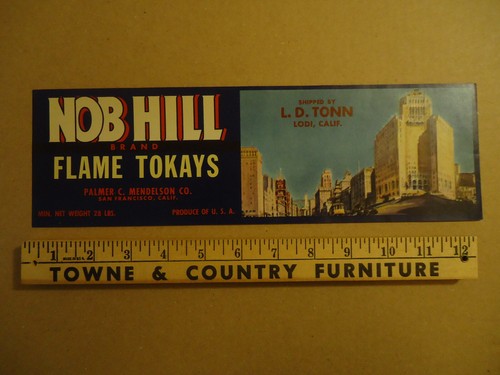 NOB HILL
BRAND
FLAME TOKAYS
PALMER C. MENDELSON CO.
SAN FRANCISCO, CALIF.
MIN. NET WEIGHT 28 LBS. PRODUCE OF U. S. A.
SHIPPED BY
L. D. TONN
LODI, CALIF.
1 2 3 4 5 6 7 8 9 10 11 12
TOWNE & COUNTRY FURNITURE